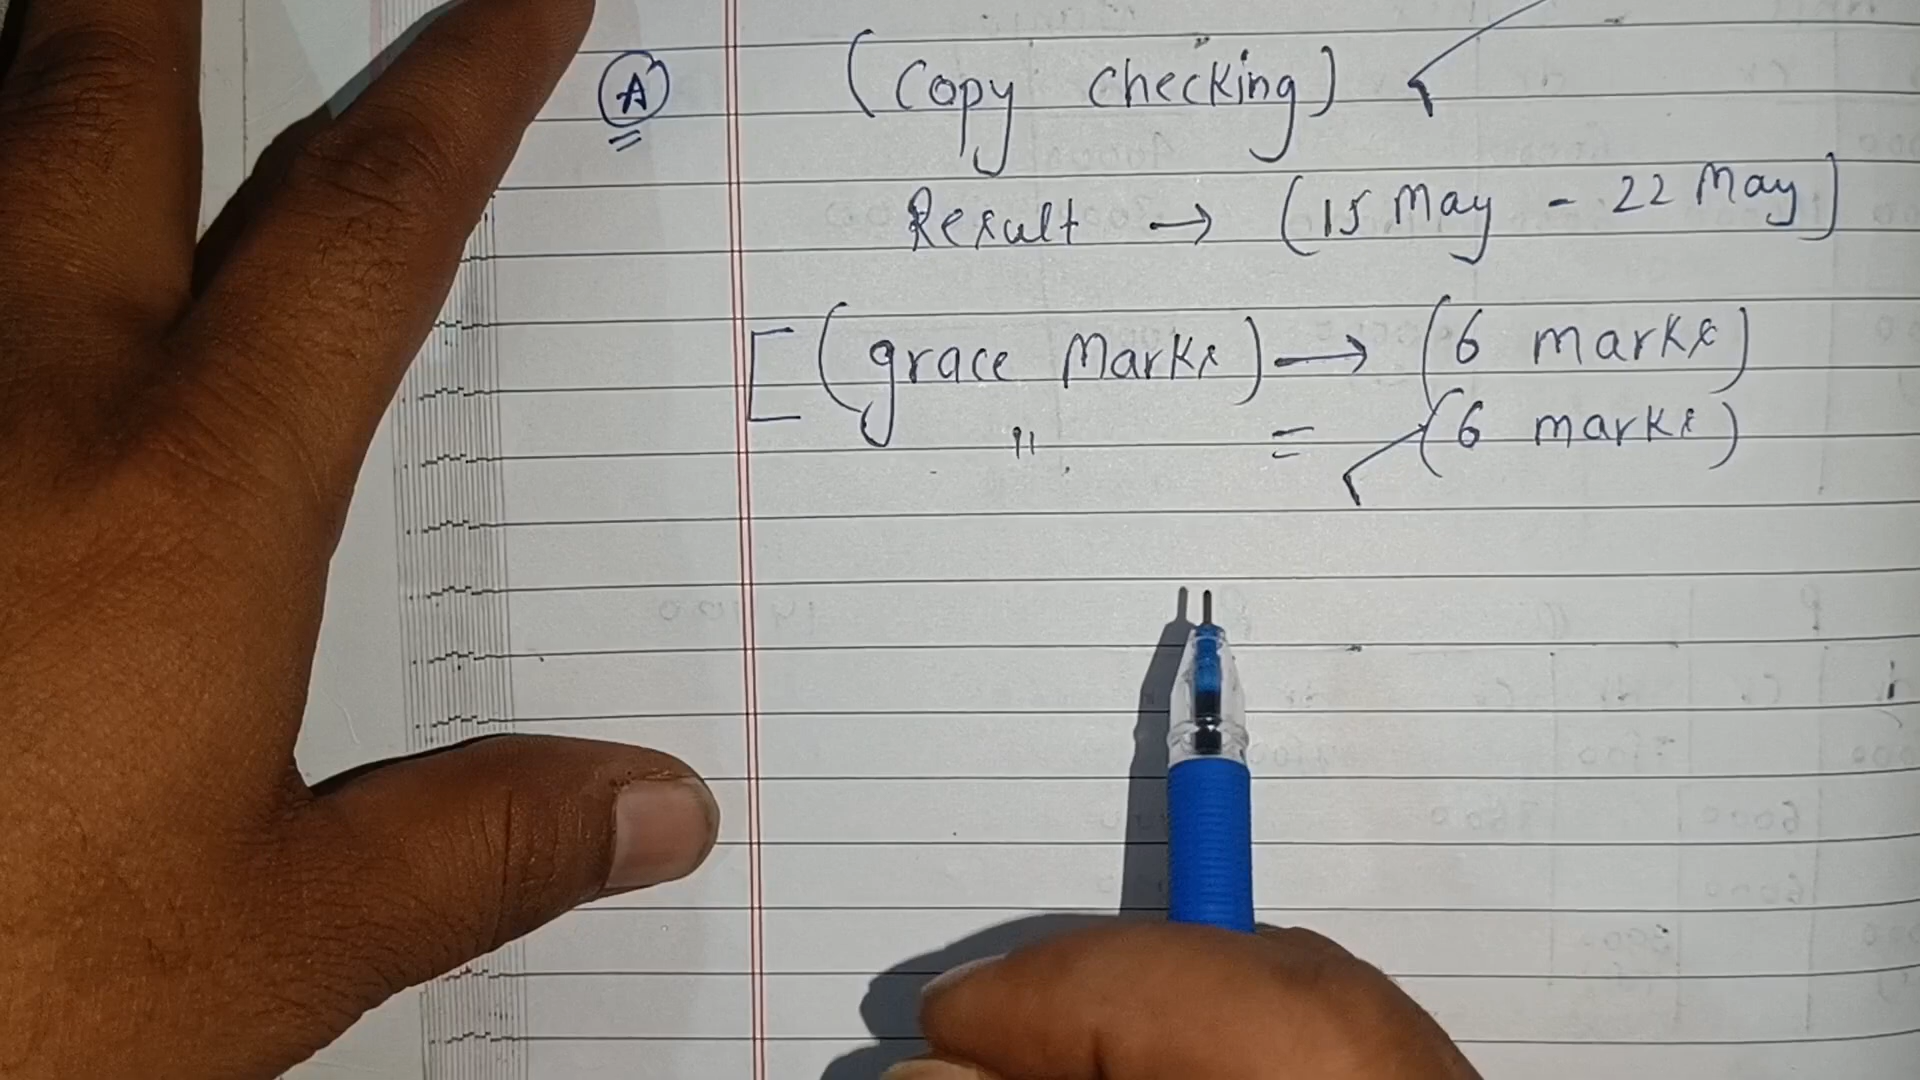 A (Copy checking)
Result → (15 May - 22 May)
[(grace Marks) → (6 marks)
" = (6 marks)